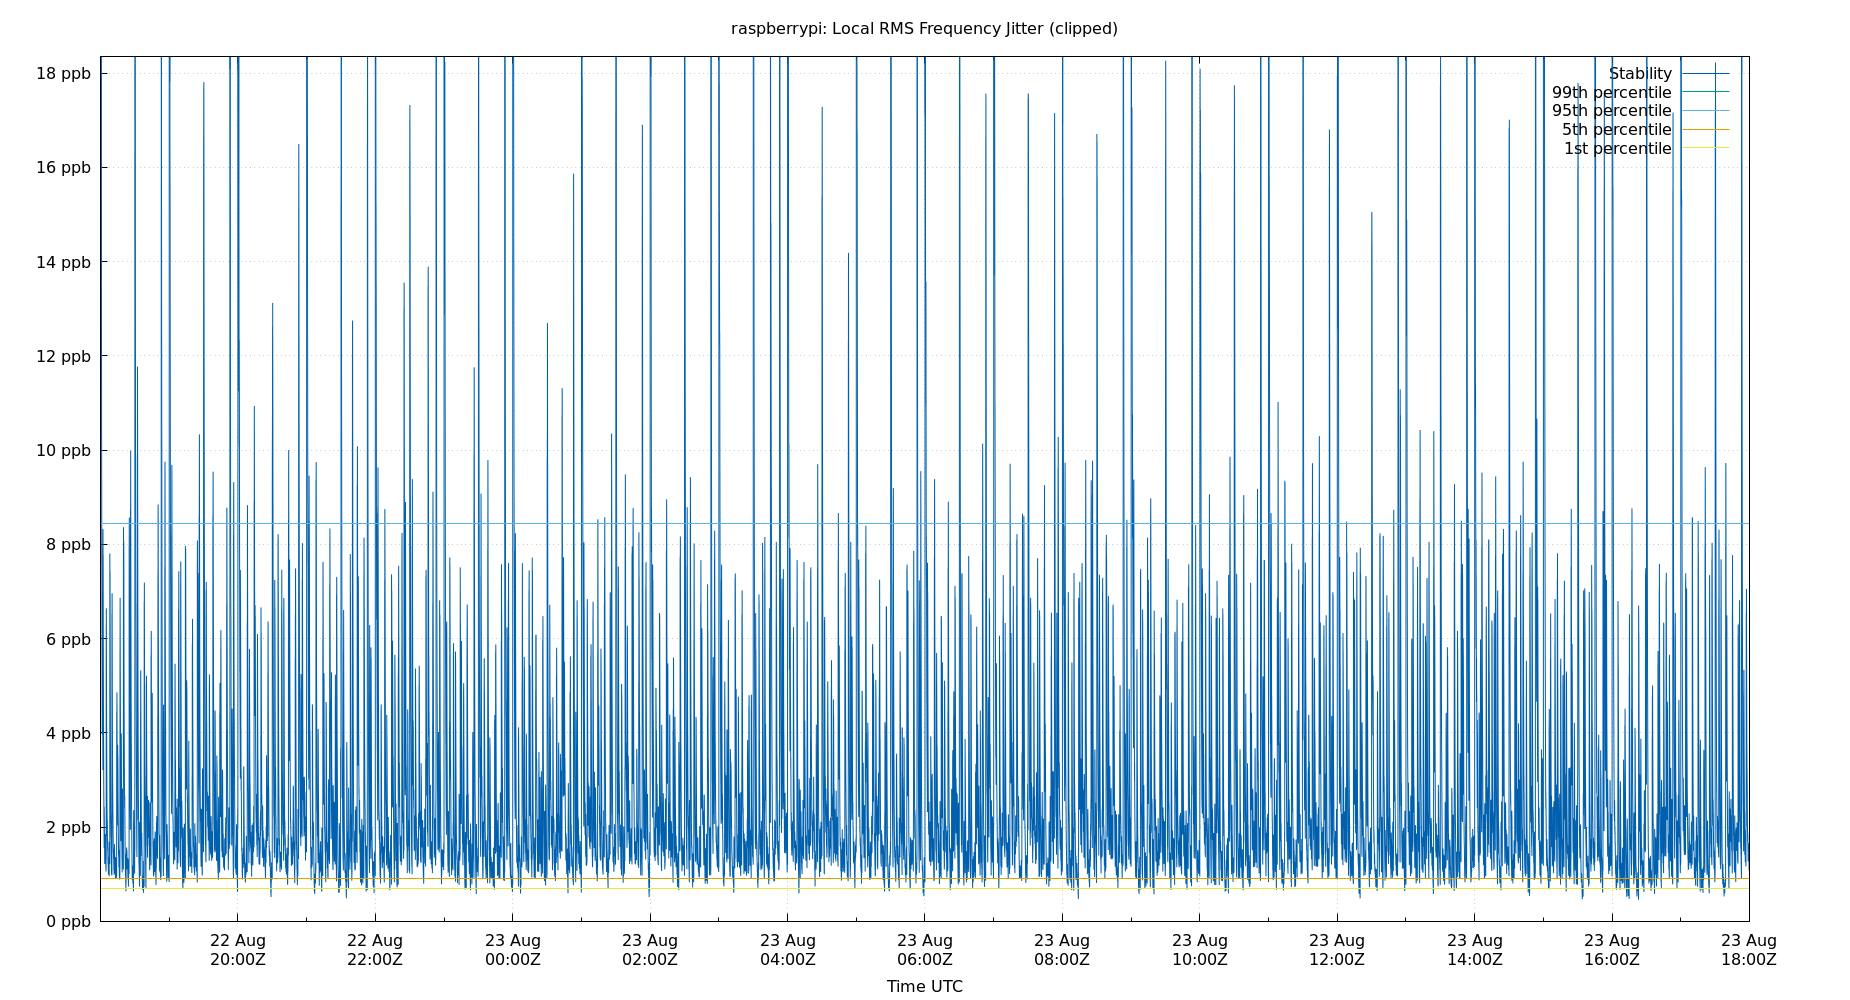 raspberrypi: Local RMS Frequency Jitter (clipped)
18 ppb
16 ppb
14 ppb
12 ppb
10 ppb
8 ppb
6 ppb
4 ppb
2 ppb
0 ppb
Stability
99th percentile
95th percentile
5th percentile
1st percentile
22 Aug 22 Aug 23 Aug 23 Aug 23 Aug 23 Aug 23 Aug 23 Aug 23 Aug 23 Aug 23 Aug 23 Aug
20:00Z 22:00Z 00:00Z 02:00Z 04:00Z 06:00Z 08:00Z 10:00Z 12:00Z 14:00Z 16:00Z 18:00Z
Time UTC